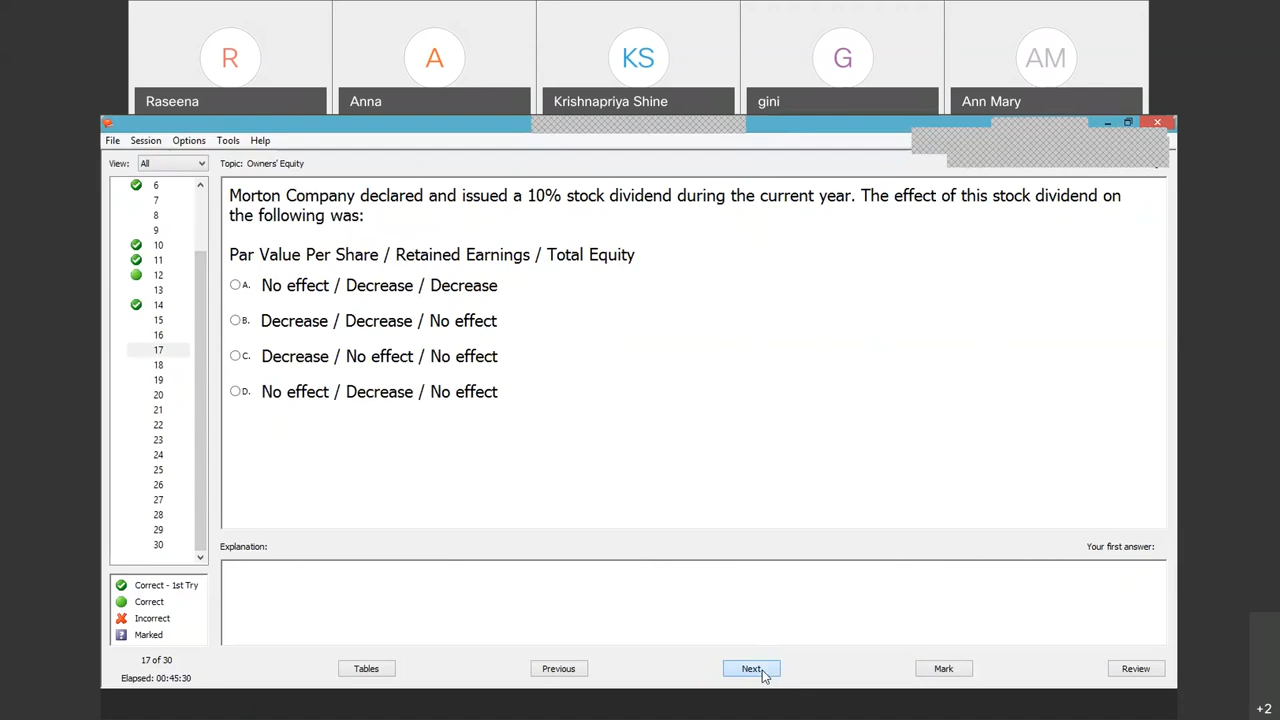 R
A
KS
G
AM
Raseena
Anna
Krishnapriya Shine
gini
Ann Mary
File Session Options Tools Help
View: All
Topic: Owners' Equity
6
7
8
9
10
11
12
13
14
15
16
17
18
19
20
21
22
23
24
25
26
27
28
29
30
Morton Company declared and issued a 10% stock dividend during the current year. The effect of this stock dividend on
the following was:
Par Value Per Share / Retained Earnings / Total Equity
A. No effect / Decrease / Decrease
B. Decrease / Decrease / No effect
C. Decrease / No effect / No effect
D. No effect / Decrease / No effect
Explanation:
Your first answer:
Correct - 1st Try
Correct
Incorrect
? Marked
17 of 30
Elapsed: 00:45:30
Tables
Previous
Next
Mark
Review
+2